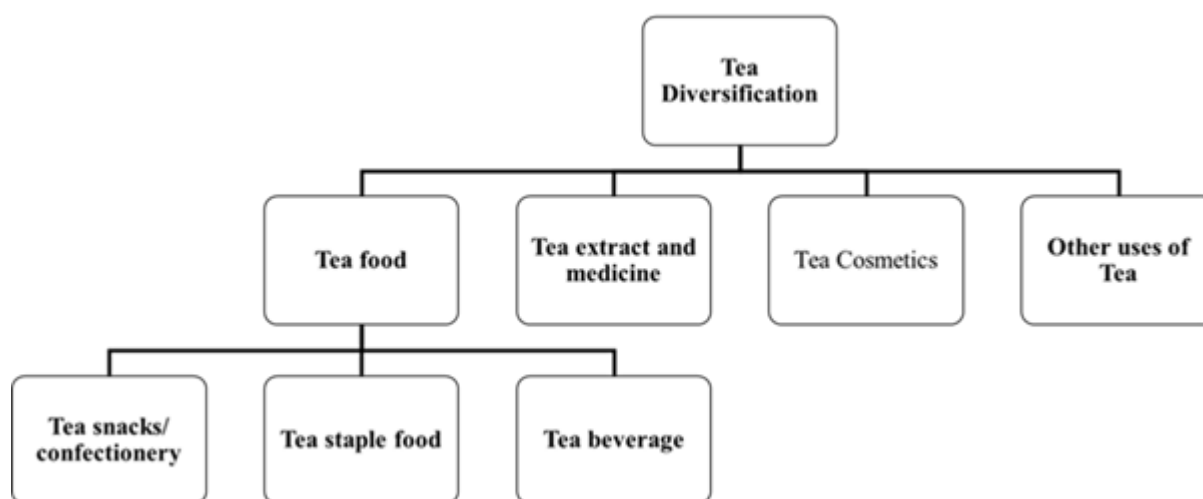 Tea
Diversification
Tea food
Tea extract and
medicine
Tea Cosmetics
Other uses of
Tea
Tea snacks/
confectionery
Tea staple food
Tea beverage